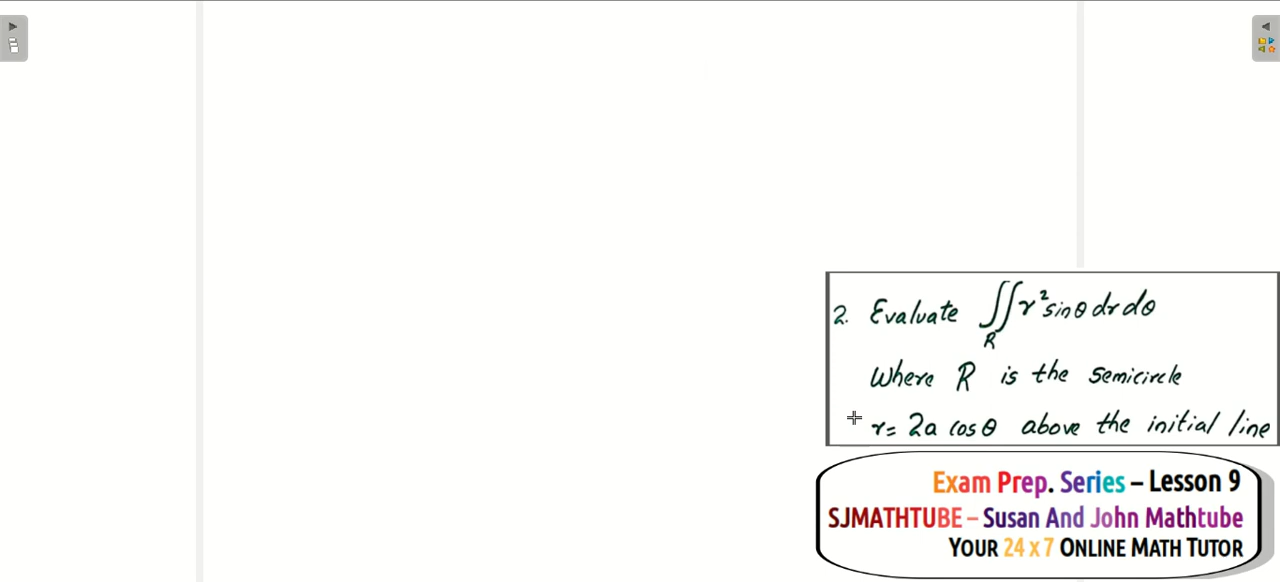 2. Evaluate ∬_R r² sin θ dr dθ
Where R is the semicircle
r = 2a cos θ above the initial line
Exam Prep. Series – Lesson 9
SJMATHTUBE – Susan And John Mathtube
YOUR 24 x 7 ONLINE MATH TUTOR